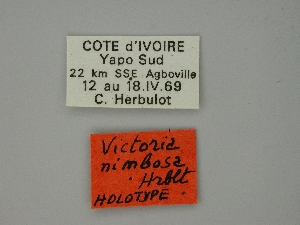 COTE d'IVOIRE
Yapo Sud
22 km SSE Agboville
12 au 18.IV.69
C. Herbulot
Victoria
nimbosa
Hrblt
HOLOTYPE